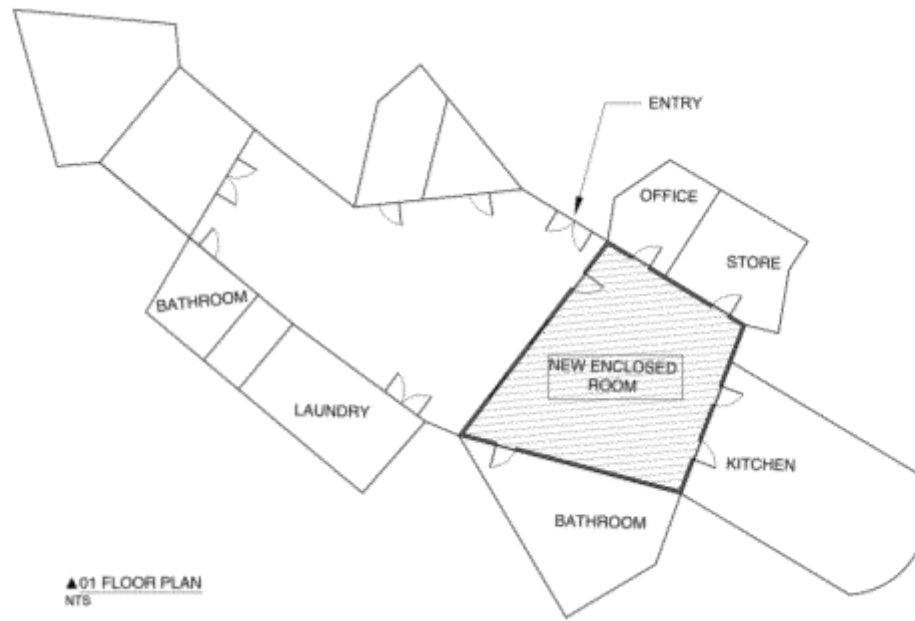 ENTRY
OFFICE
STORE
BATHROOM
NEW ENCLOSED
ROOM
LAUNDRY
KITCHEN
BATHROOM
▲01 FLOOR PLAN
NTS